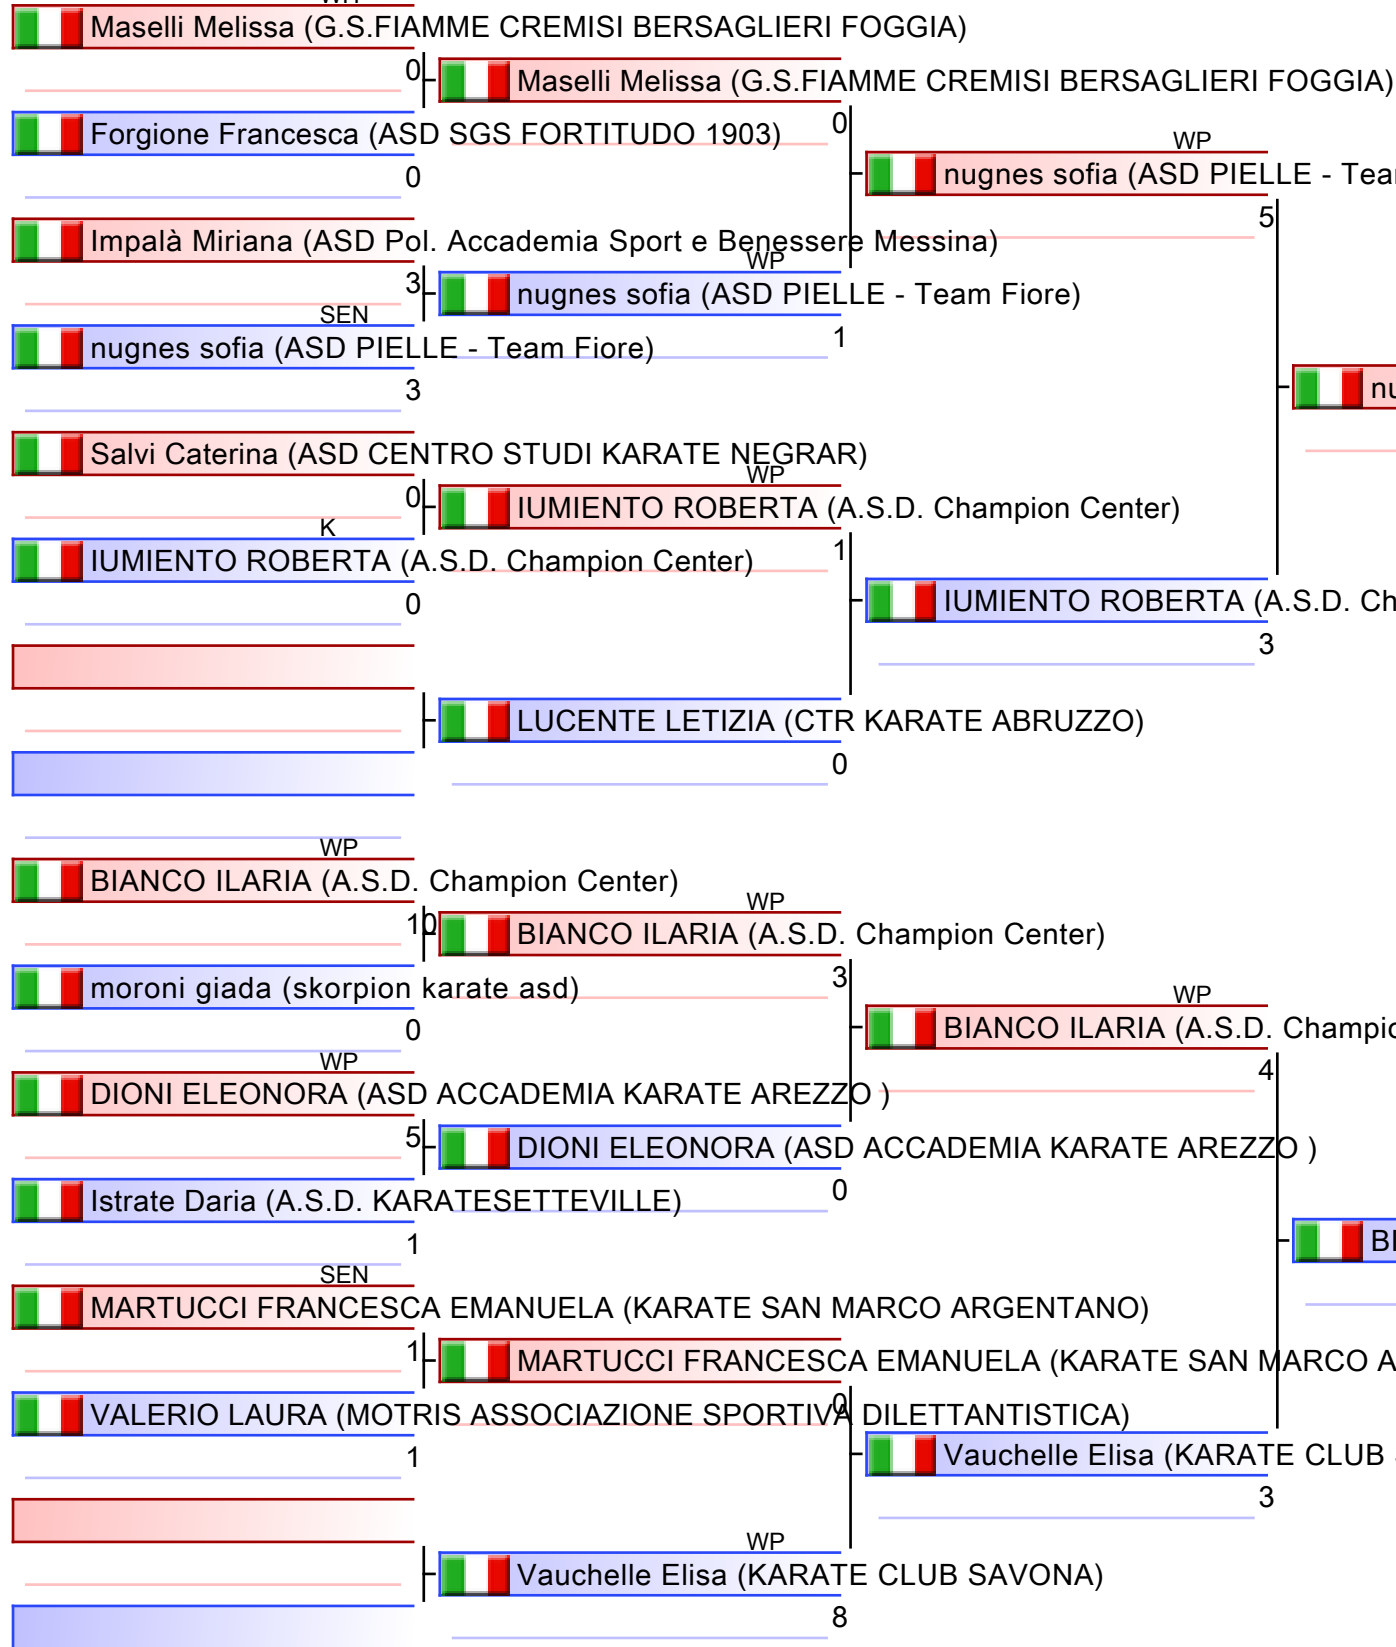 Maselli Melissa (G.S.FIAMME CREMISI BERSAGLIERI FOGGIA)
0
Maselli Melissa (G.S.FIAMME CREMISI BERSAGLIERI FOGGIA)
0
Forgione Francesca (ASD SGS FORTITUDO 1903)
0
WP
nugnes sofia (ASD PIELLE - Team
5
Impalà Miriana (ASD Pol. Accademia Sport e Benessere Messina)
3
WP
nugnes sofia (ASD PIELLE - Team Fiore)
1
SEN
nugnes sofia (ASD PIELLE - Team Fiore)
3
nu
Salvi Caterina (ASD CENTRO STUDI KARATE NEGRAR)
0
WP
IUMIENTO ROBERTA (A.S.D. Champion Center)
1
K
IUMIENTO ROBERTA (A.S.D. Champion Center)
0
IUMIENTO ROBERTA (A.S.D. Ch
3
LUCENTE LETIZIA (CTR KARATE ABRUZZO)
0
WP
BIANCO ILARIA (A.S.D. Champion Center)
10
WP
BIANCO ILARIA (A.S.D. Champion Center)
3
moroni giada (skorpion karate asd)
0
WP
BIANCO ILARIA (A.S.D. Champio
4
WP
DIONI ELEONORA (ASD ACCADEMIA KARATE AREZZO )
5
DIONI ELEONORA (ASD ACCADEMIA KARATE AREZZO )
0
Istrate Daria (A.S.D. KARATESETTEVILLE)
1
BI
SEN
MARTUCCI FRANCESCA EMANUELA (KARATE SAN MARCO ARGENTANO)
1
MARTUCCI FRANCESCA EMANUELA (KARATE SAN MARCO A
0
VALERIO LAURA (MOTRIS ASSOCIAZIONE SPORTIVA DILETTANTISTICA)
1
Vauchelle Elisa (KARATE CLUB
3
WP
Vauchelle Elisa (KARATE CLUB SAVONA)
8